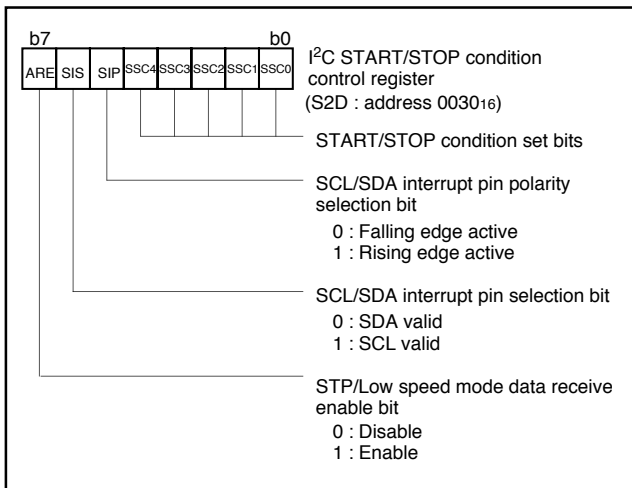 b7 b0
ARE SIS SIP SSC4 SSC3 SSC2 SSC1 SSC0
I2C START/STOP condition
control register
(S2D : address 003016)
START/STOP condition set bits
SCL/SDA interrupt pin polarity
selection bit
0 : Falling edge active
1 : Rising edge active
SCL/SDA interrupt pin selection bit
0 : SDA valid
1 : SCL valid
STP/Low speed mode data receive
enable bit
0 : Disable
1 : Enable